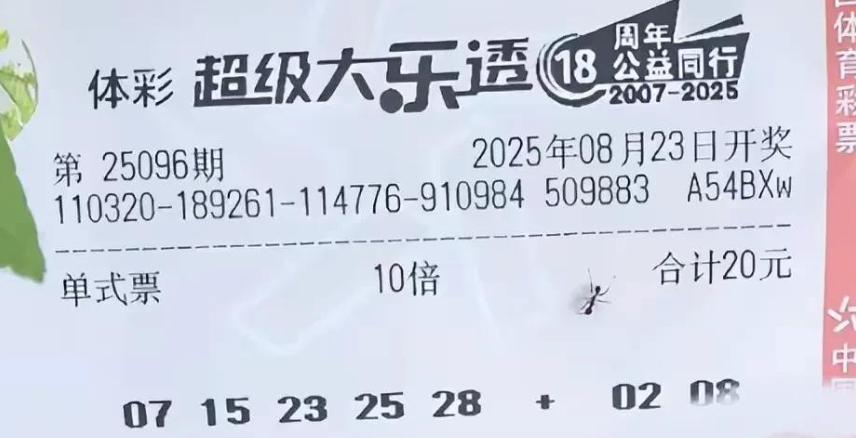 体彩 超级大乐透 18 周年
公益同行
2007-2025
第 25096期 2025年08月23日开奖
110320-189261-114776-910984 509883 A54BXw
单式票 10倍 合计20元
07 15 23 25 28 + 02 08
体育彩票
中